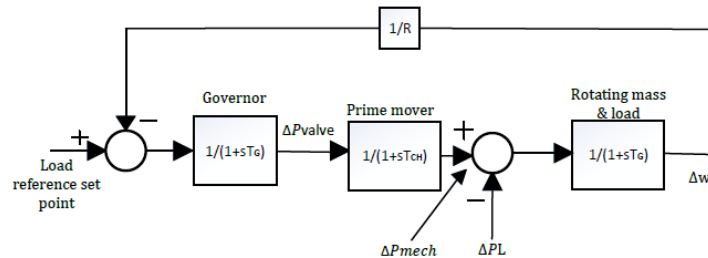 1/R
Governor
Prime mover
Rotating mass
& load
ΔPvalve
+
−
+
−
1/(1+sTG)
1/(1+sTCH)
1/(1+sTG)
Load
reference set
point
Δw
ΔPmech
ΔPL